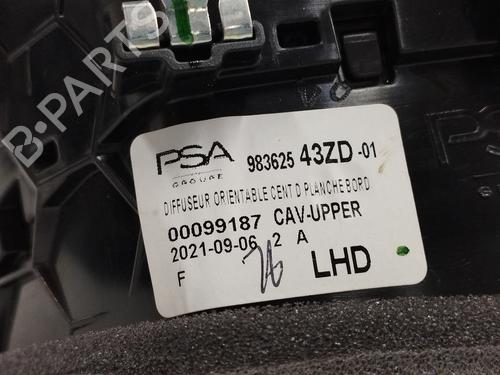 B-PARTS
PSA
GROUPE
983625 43ZD -01
DIFFUSEUR ORIENTABLE CENT D PLANCHE BORD
00099187 CAV-UPPER
2021-09-06 2 A
F
LHD